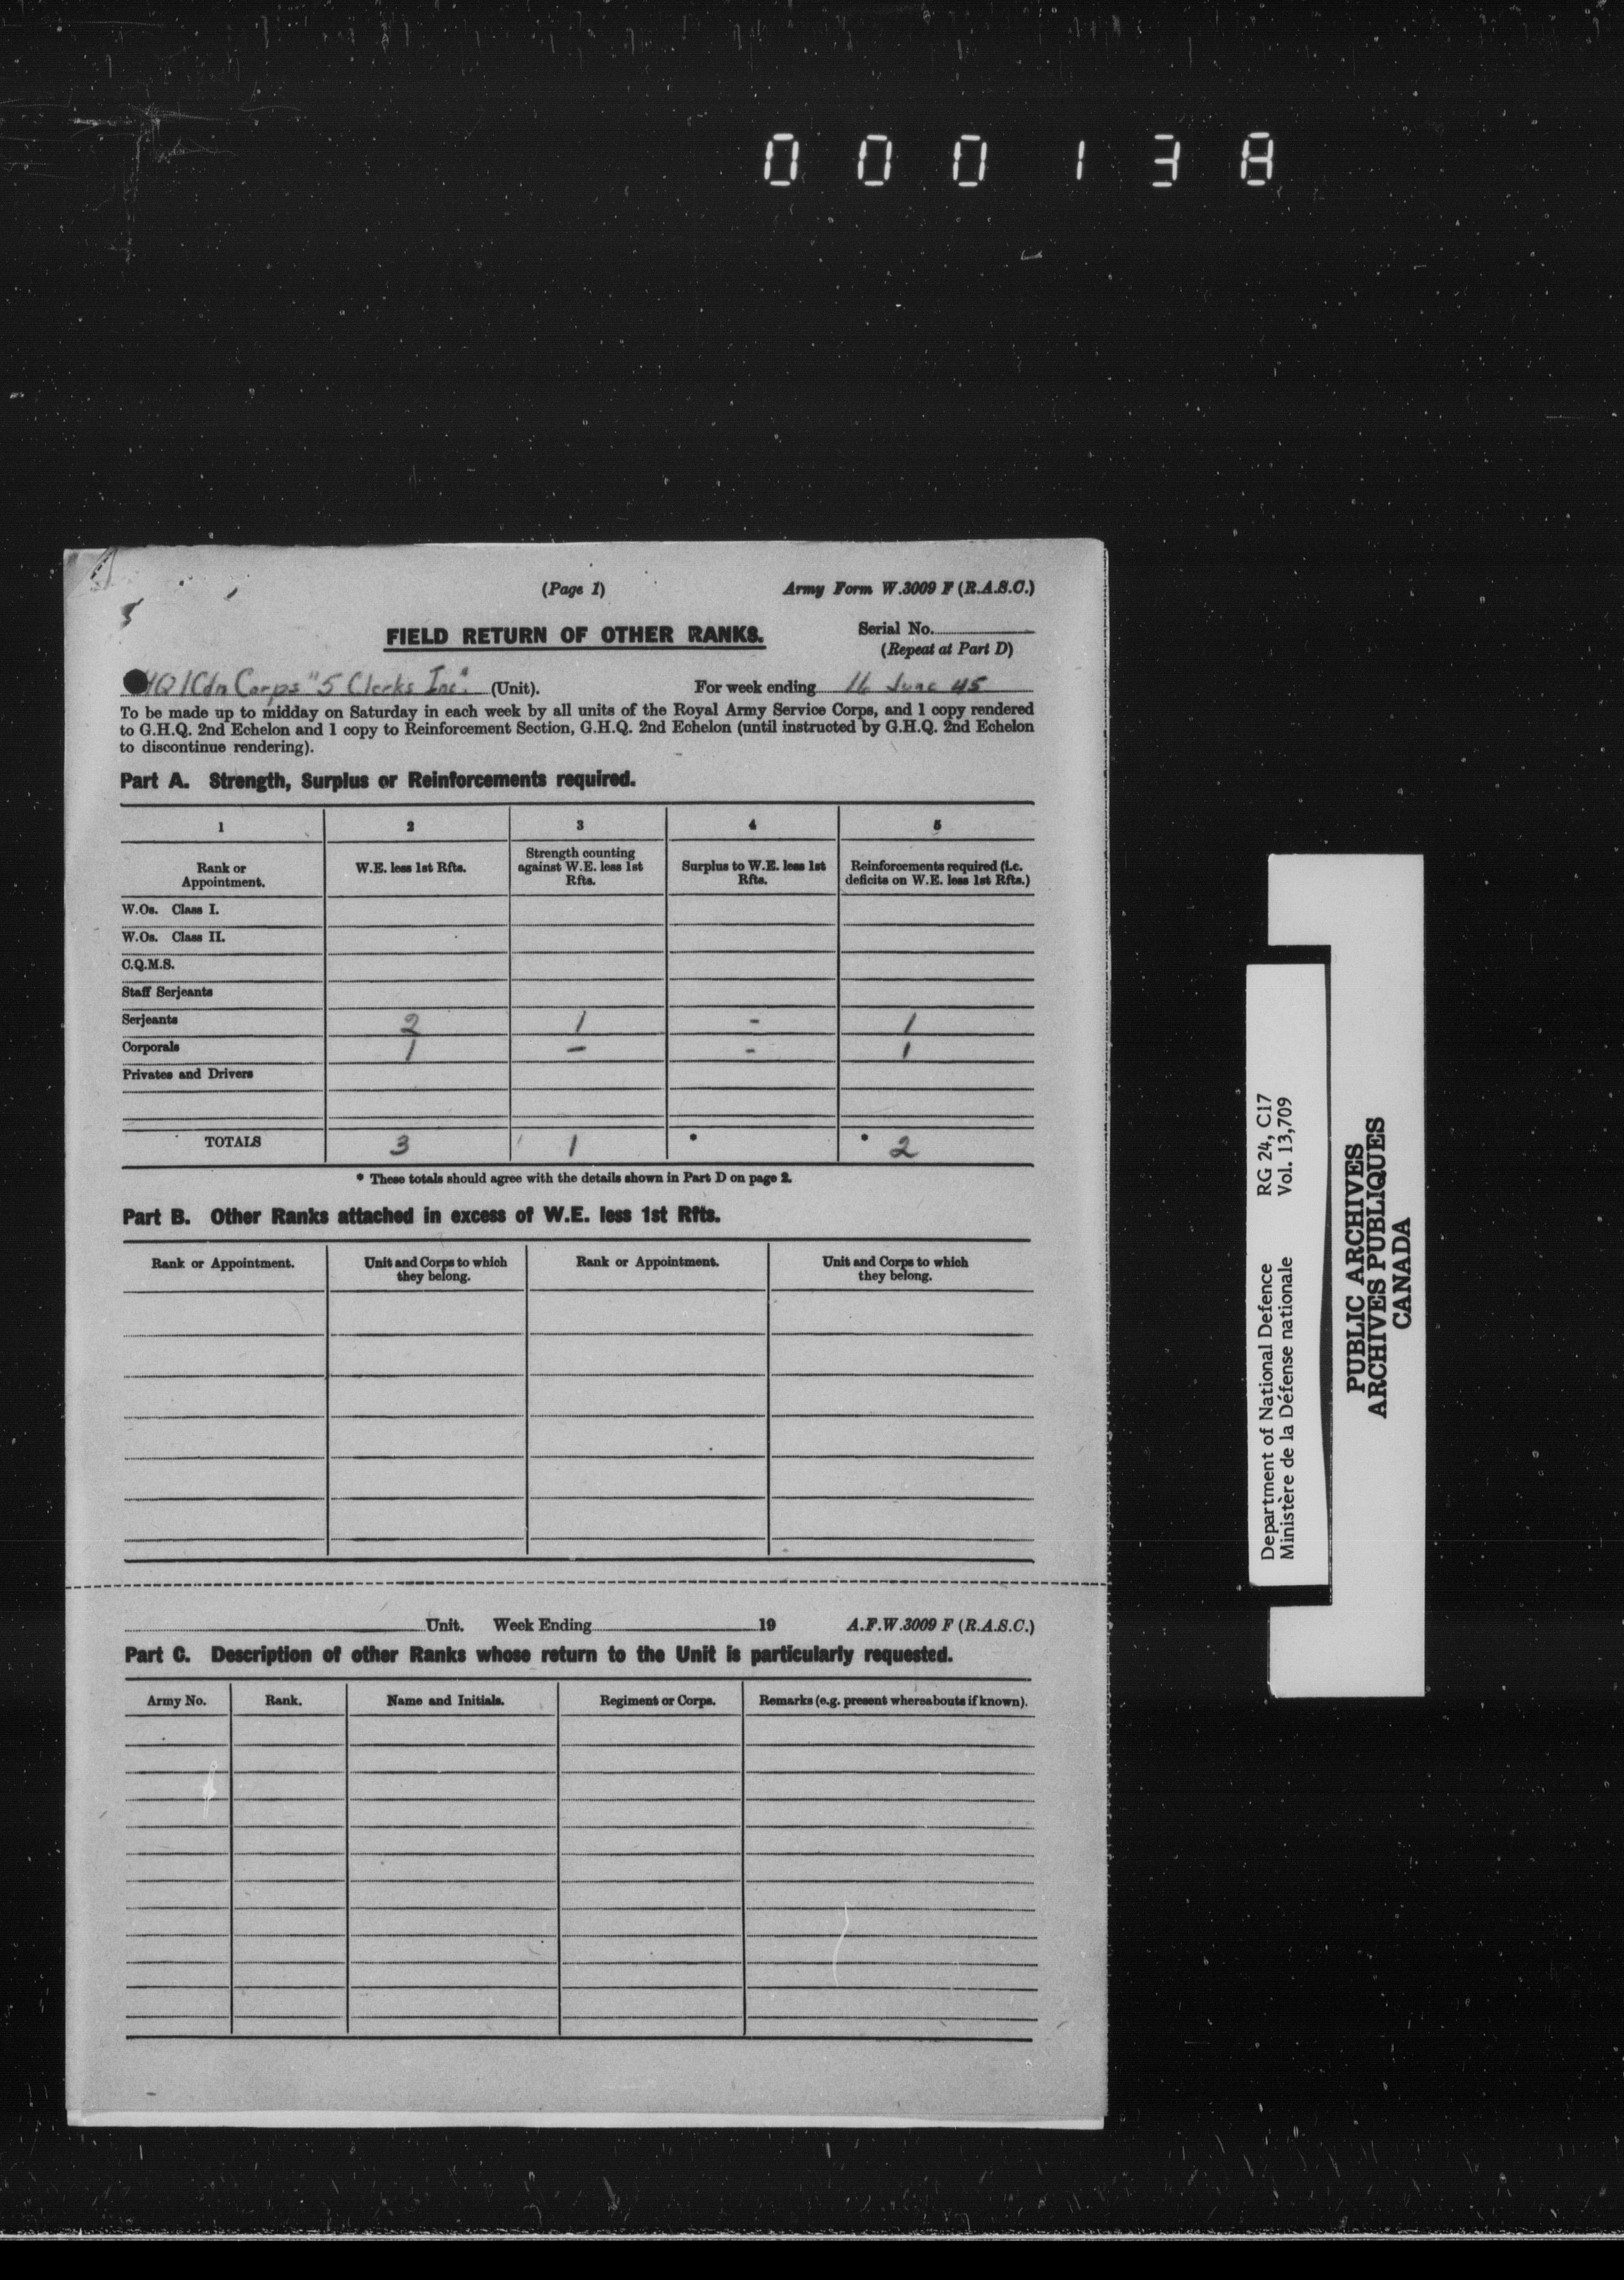 000138
(Page 1) Army Form W.3009 F (R.A.S.C.)
5
FIELD RETURN OF OTHER RANKS.
Serial No.
(Repeat at Part D)
HQ 1 Cdn Corps "5 Clerks Inc" (Unit). For week ending 16 June 45
To be made up to midday on Saturday in each week by all units of the Royal Army Service Corps, and 1 copy rendered
to G.H.Q. 2nd Echelon and 1 copy to Reinforcement Section, G.H.Q. 2nd Echelon (until instructed by G.H.Q. 2nd Echelon
to discontinue rendering).
Part A. Strength, Surplus or Reinforcements required.
1 2 3 4 5
Rank or Appointment. W.E. less 1st Rfts. Strength counting against W.E. less 1st Rfts. Surplus to W.E. less 1st Rfts. Reinforcements required (i.e. deficits on W.E. less 1st Rfts.)
W.Os. Class I.
W.Os. Class II.
C.Q.M.S.
Staff Serjeants
Serjeants 2 1 - 1
Corporals 1 - - 1
Privates and Drivers
TOTALS 3 1 * * 2
* These totals should agree with the details shown in Part D on page 2.
Part B. Other Ranks attached in excess of W.E. less 1st Rfts.
Rank or Appointment. Unit and Corps to which they belong. Rank or Appointment. Unit and Corps to which they belong.
Unit. Week Ending 19 A.F.W.3009 F (R.A.S.C.)
Part C. Description of other Ranks whose return to the Unit is particularly requested.
Army No. Rank. Name and Initials. Regiment or Corps. Remarks (e.g. present whereabouts if known).
Department of National Defence RG 24, C17
Ministère de la Défense nationale Vol. 13,709
PUBLIC ARCHIVES
ARCHIVES PUBLIQUES
CANADA